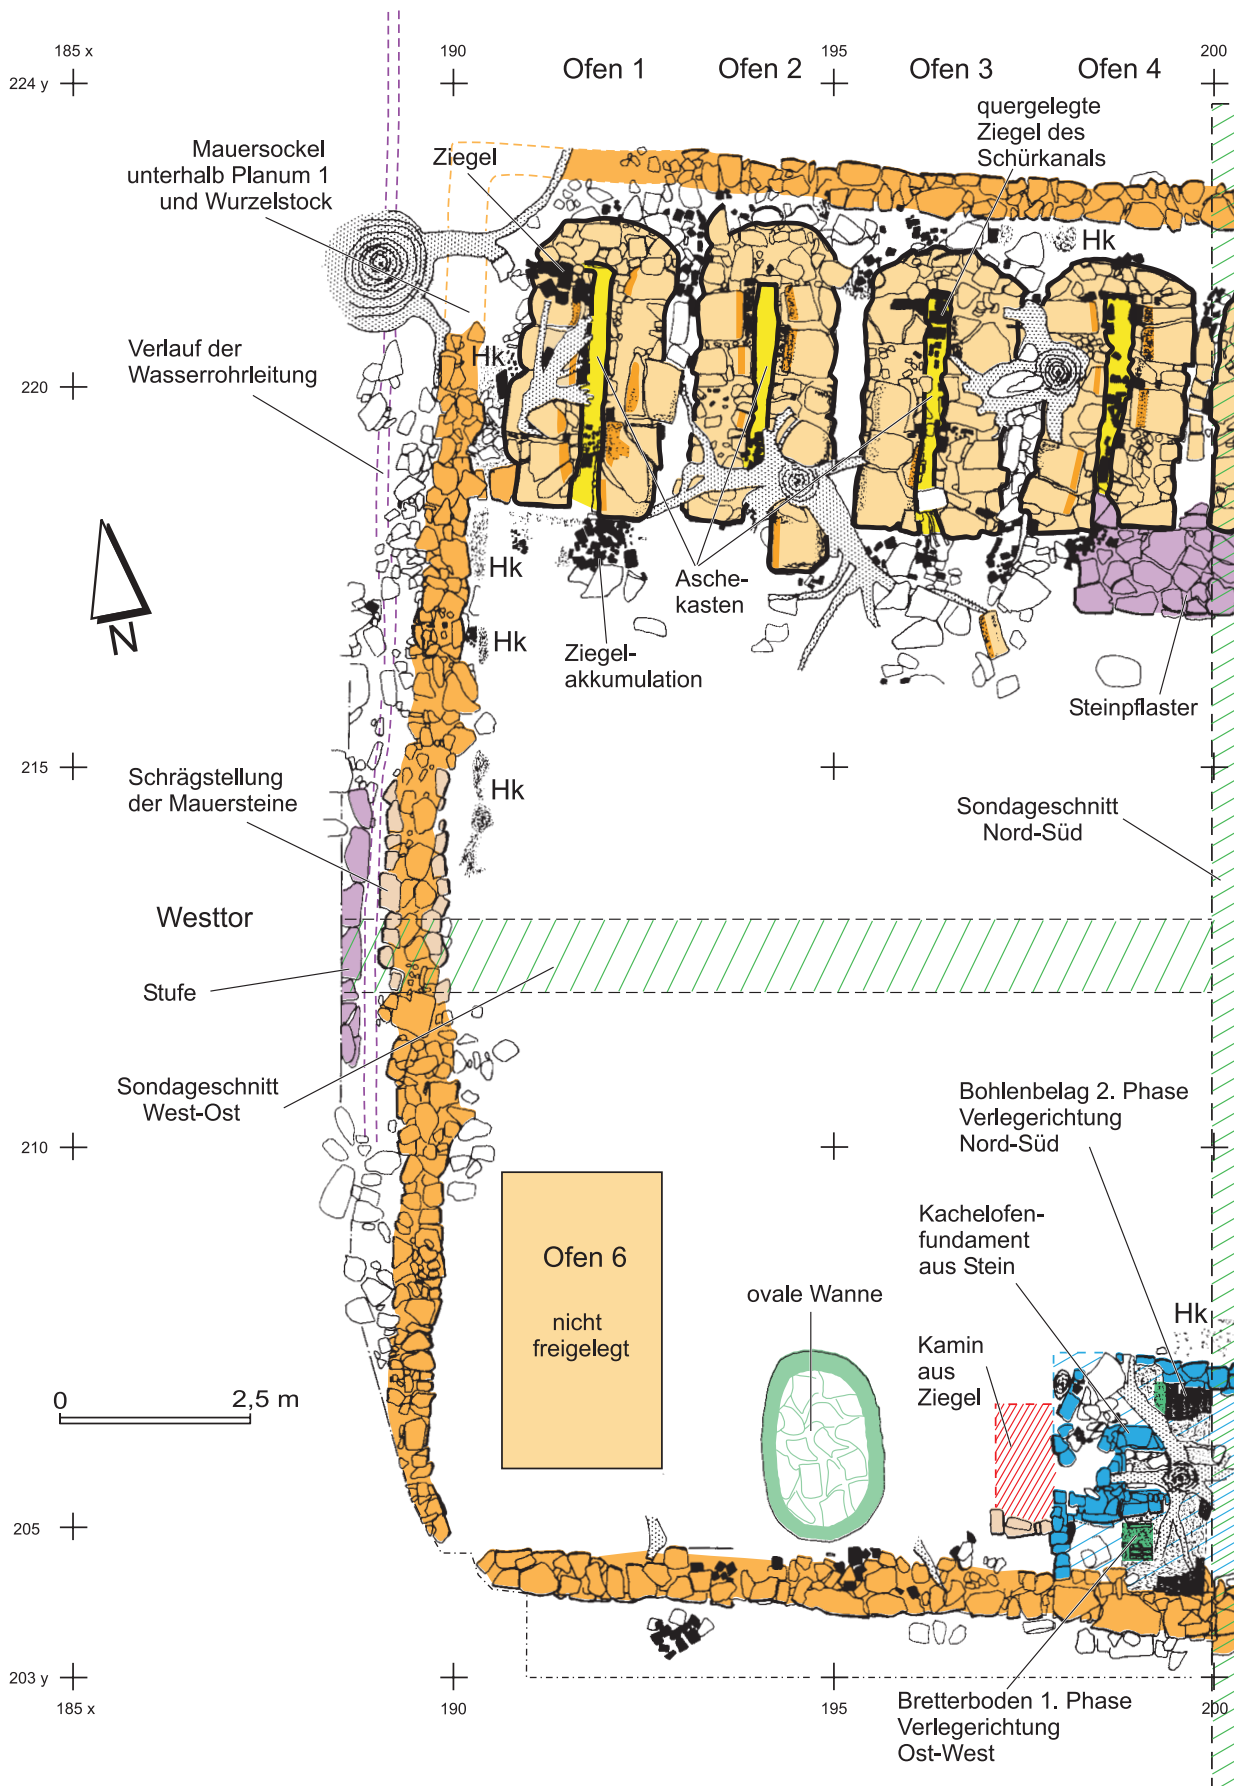 185 x
190
195
200
224 y
Ofen 1
Ofen 2
Ofen 3
Ofen 4
quergelegte
Ziegel des
Schürkanals
Mauersockel
unterhalb Planum 1
und Wurzelstock
Ziegel
Hk
Verlauf der
Wasserrohrleitung
Hk
220
N
Hk
Hk
Asche-
kasten
Ziegel-
akkumulation
Steinpflaster
215
Schrägstellung
der Mauersteine
Hk
Sondageschnitt
Nord-Süd
Westtor
Stufe
Sondageschnitt
West-Ost
Bohlenbelag 2. Phase
Verlegerichtung
Nord-Süd
210
Kachelofen-
fundament
aus Stein
Ofen 6
nicht
freigelegt
ovale Wanne
Hk
Kamin
aus
Ziegel
0
2,5 m
205
203 y
185 x
190
195
200
Bretterboden 1. Phase
Verlegerichtung
Ost-West